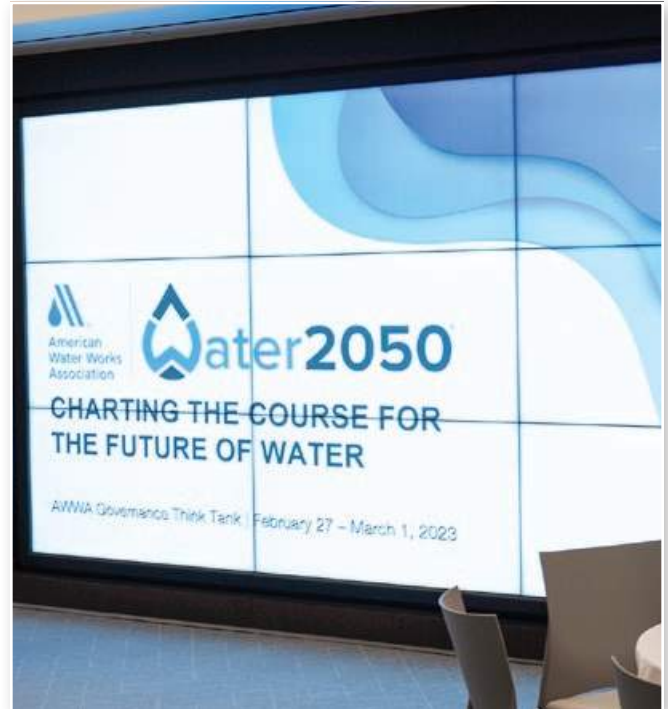 American
Water Works
Association
Water2050
CHARTING THE COURSE FOR
THE FUTURE OF WATER
AWWA Governance Think Tank | February 27 – March 1, 2023